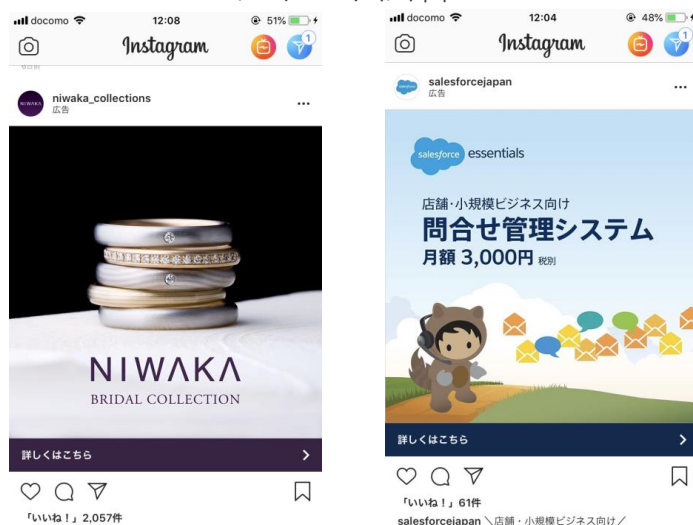 docomo 12:08 51%
Instagram
1
niwaka_collections
広告
NIWAKA
NIWAKA
BRIDAL COLLECTION
詳しくはこちら
「いいね！」2,057件
docomo 12:04 48%
Instagram
1
salesforcejapan
広告
salesforce essentials
店舗・小規模ビジネス向け
問合せ管理システム
月額 3,000円 税別
詳しくはこちら
「いいね！」61件
salesforcejapan ＼店舗・小規模ビジネス向け／